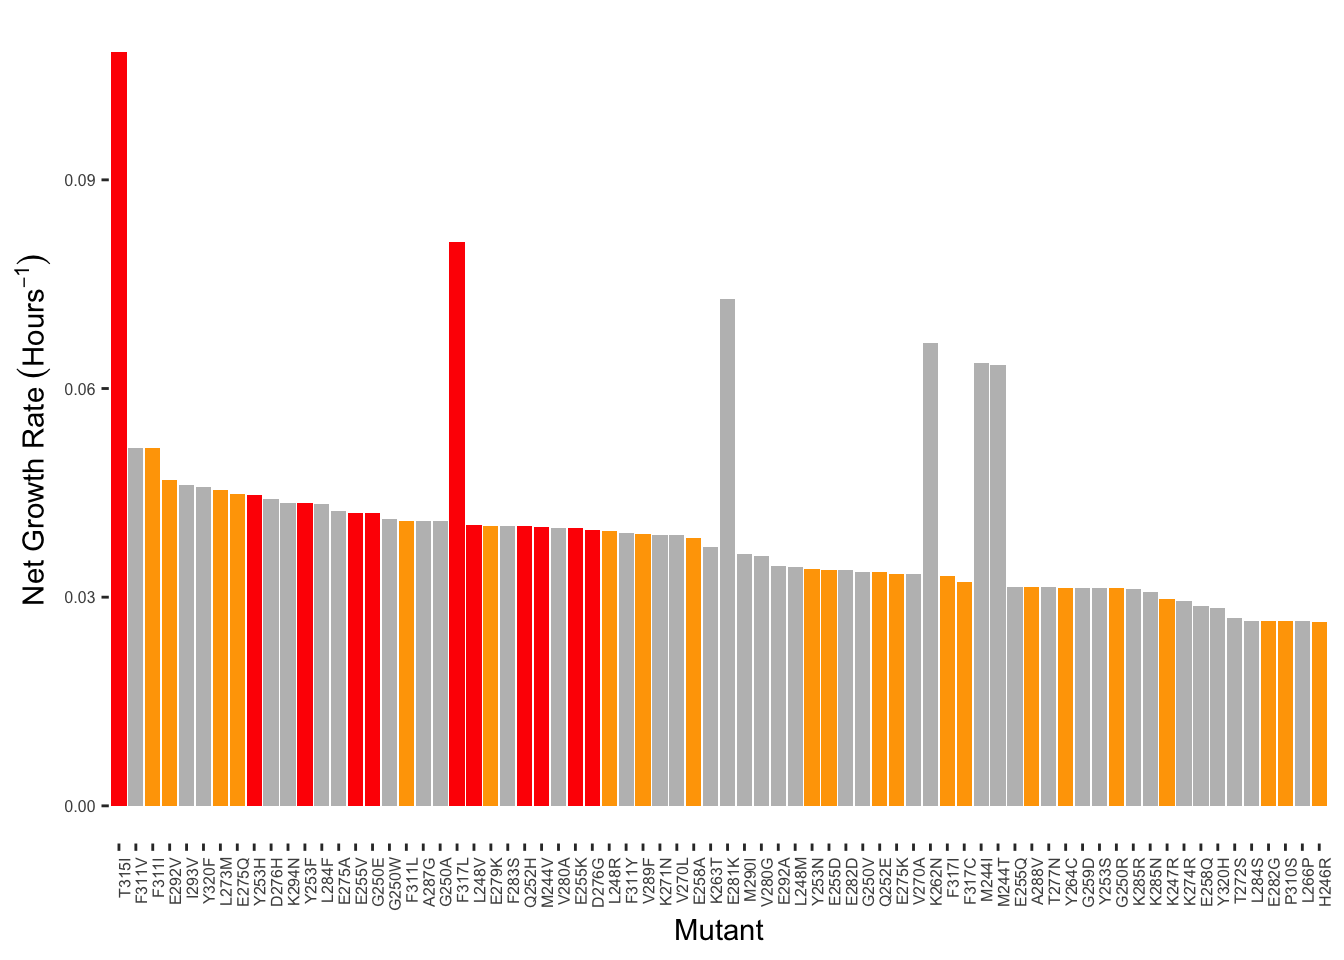 0.09
0.06
0.03
0.00
Net Growth Rate (Hours⁻¹)
T315I
F311V
F311I
E292V
I293V
Y320F
L273M
E275Q
Y253H
D276H
K294N
Y253F
L284F
E275A
E255V
G250E
G250W
F311L
A287G
G250A
F317L
L248V
E279K
F283S
Q252H
M244V
V280A
E255K
D276G
L248R
F311Y
V289F
K271N
V270L
E258A
K263T
E281K
M290I
V280G
E292A
L248M
Y253N
E255D
E282D
G250V
Q252E
E275K
V270A
K262N
F317I
F317C
M244I
M244T
E255Q
A288V
T277N
Y264C
G259D
Y253S
G250R
K285R
K285N
K247R
K274R
E258Q
Y320H
T272S
L284S
E282G
P310S
L266P
H246R
Mutant